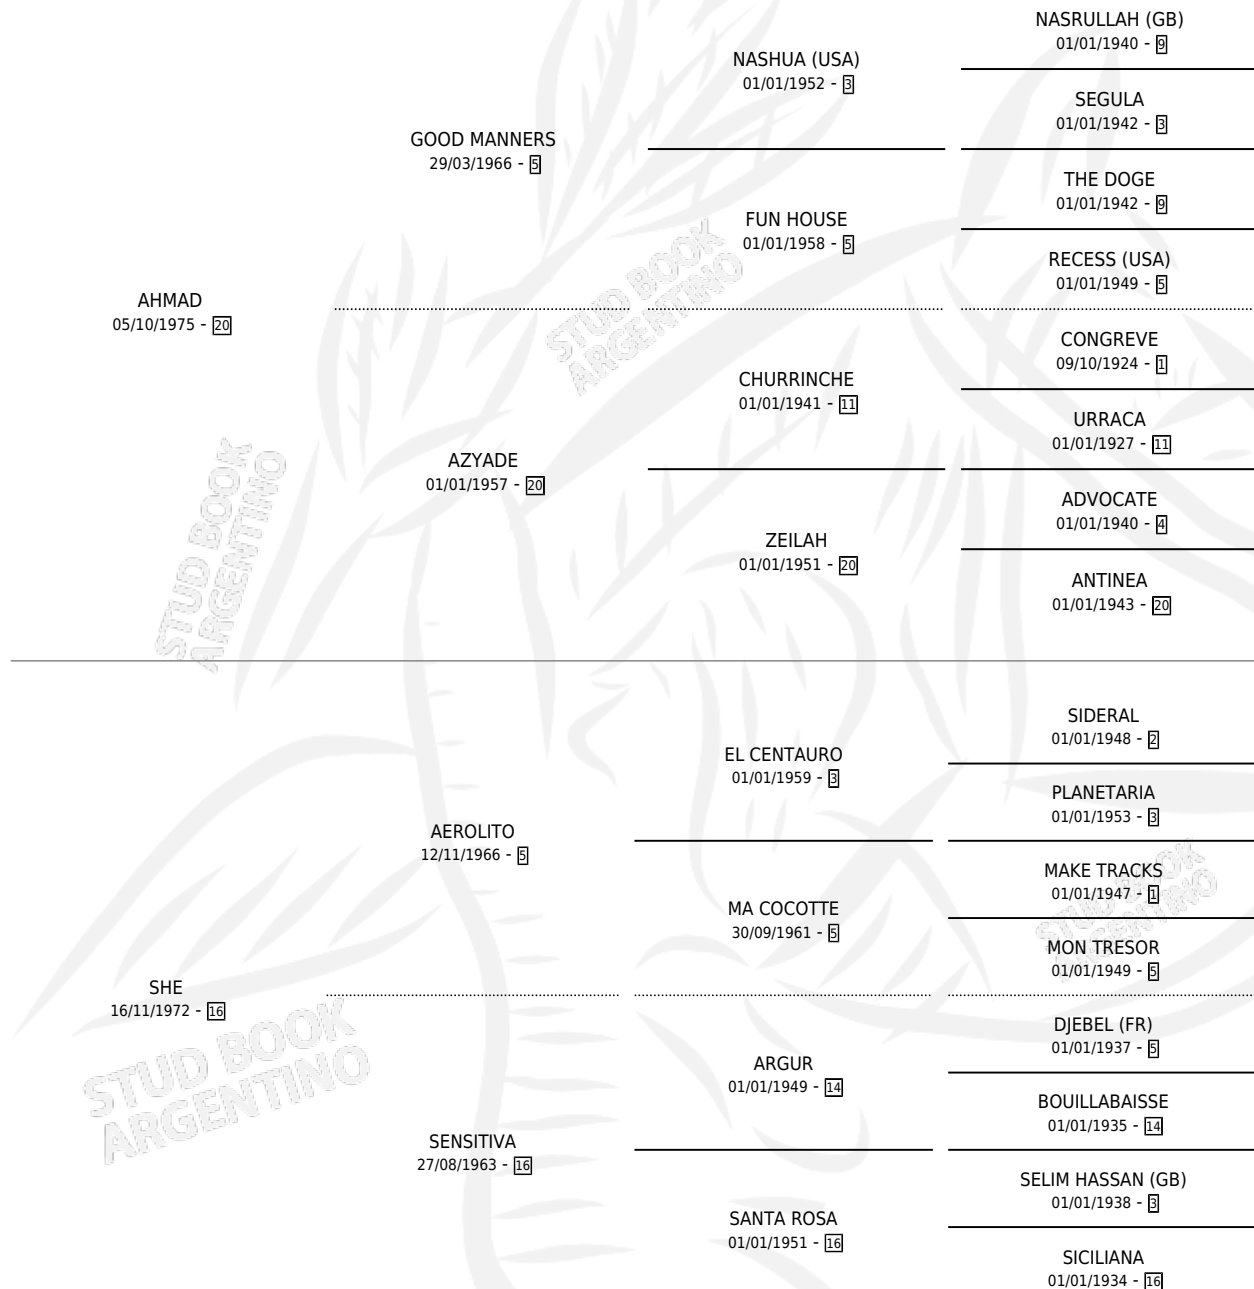 NASRULLAH (GB)
01/01/1940 - 9
NASHUA (USA)
01/01/1952 - 3
SEGULA
01/01/1942 - 3
GOOD MANNERS
29/03/1966 - 5
THE DOGE
01/01/1942 - 9
FUN HOUSE
01/01/1958 - 5
RECESS (USA)
01/01/1949 - 5
AHMAD
05/10/1975 - 20
CONGREVE
09/10/1924 - 1
CHURRINCHE
01/01/1941 - 11
URRACA
01/01/1927 - 11
AZYADE
01/01/1957 - 20
ADVOCATE
01/01/1940 - 4
ZEILAH
01/01/1951 - 20
ANTINEA
01/01/1943 - 20
SIDERAL
01/01/1948 - 2
EL CENTAURO
01/01/1959 - 3
PLANETARIA
01/01/1953 - 3
AEROLITO
12/11/1966 - 5
MAKE TRACKS
01/01/1947 - 1
MA COCOTTE
30/09/1961 - 5
MON TRESOR
01/01/1949 - 5
SHE
16/11/1972 - 16
DJEBEL (FR)
01/01/1937 - 5
ARGUR
01/01/1949 - 14
BOUILLABAISSE
01/01/1935 - 14
SENSITIVA
27/08/1963 - 16
SELIM HASSAN (GB)
01/01/1938 - 3
SANTA ROSA
01/01/1951 - 16
SICILIANA
01/01/1934 - 16
STUD BOOK
ARGENTINO
STUD BOOK
ARGENTINO
STUD BOOK
ARGENTINO
STUD BOOK
ARGENTINO